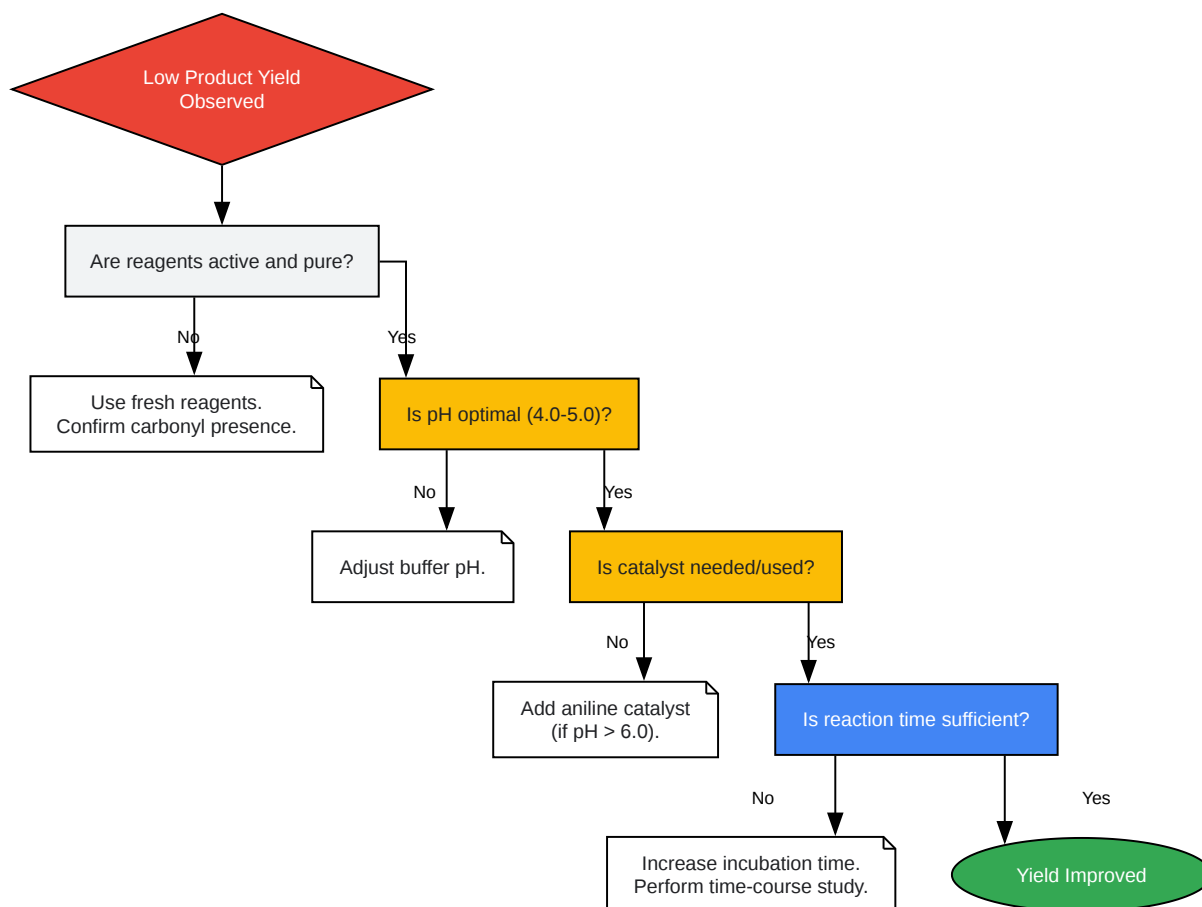 Low Product Yield
Observed
Are reagents active and pure?
No
Yes
Use fresh reagents.
Confirm carbonyl presence.
Is pH optimal (4.0-5.0)?
No
Yes
Adjust buffer pH.
Is catalyst needed/used?
No
Yes
Add aniline catalyst
(if pH > 6.0).
Is reaction time sufficient?
No
Yes
Increase incubation time.
Perform time-course study.
Yield Improved